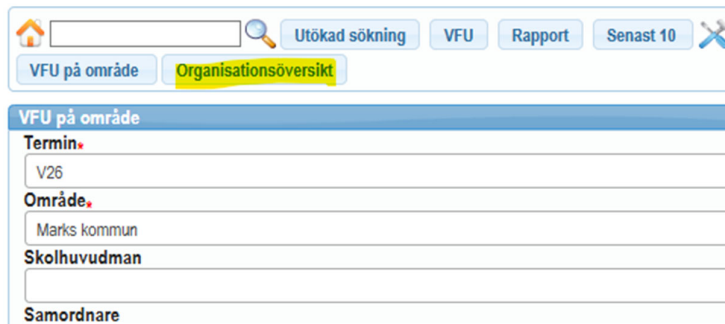 Utökad sökning VFU Rapport Senast 10
VFU på område Organisationsöversikt
VFU på område
Termin*
V26
Område*
Marks kommun
Skolhuvudman
Samordnare